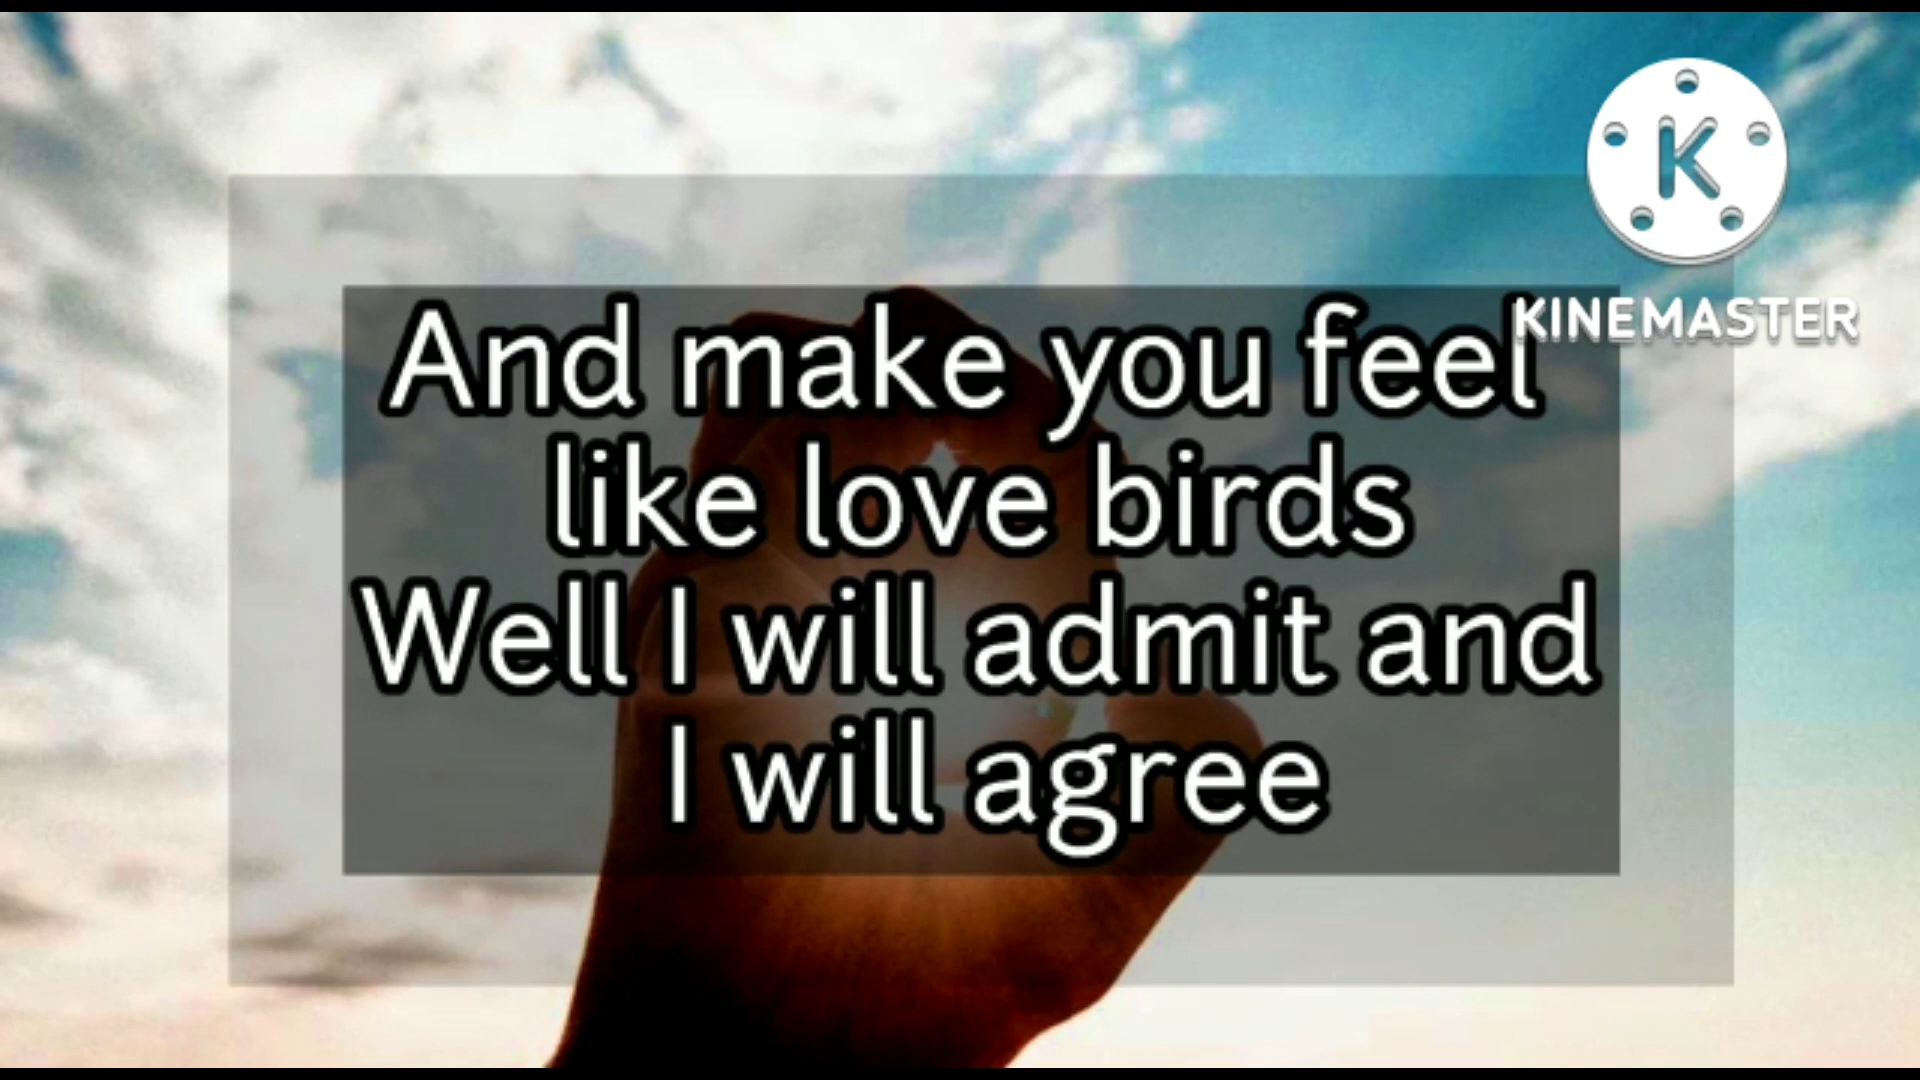 And make you feel
like love birds
Well I will admit and
I will agree
K
KINEMASTER